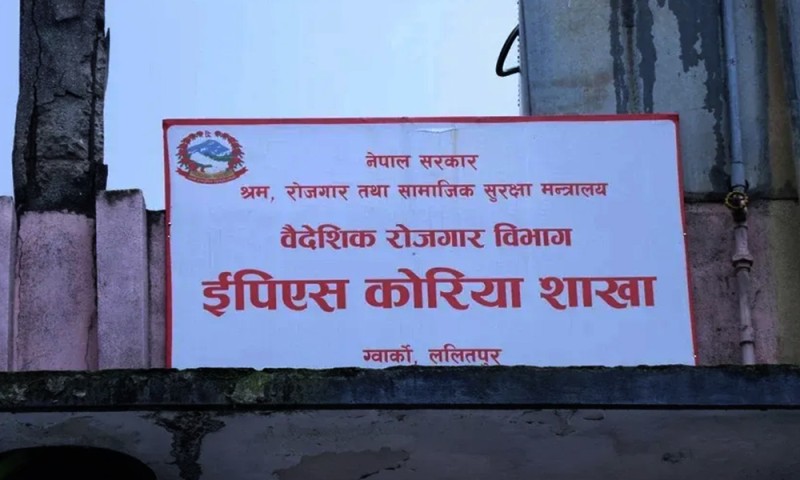 नेपाल सरकार
श्रम, रोजगार तथा सामाजिक सुरक्षा मन्त्रालय
वैदेशिक रोजगार विभाग
ईपिएस कोरिया शाखा
ग्वार्को, ललितपुर